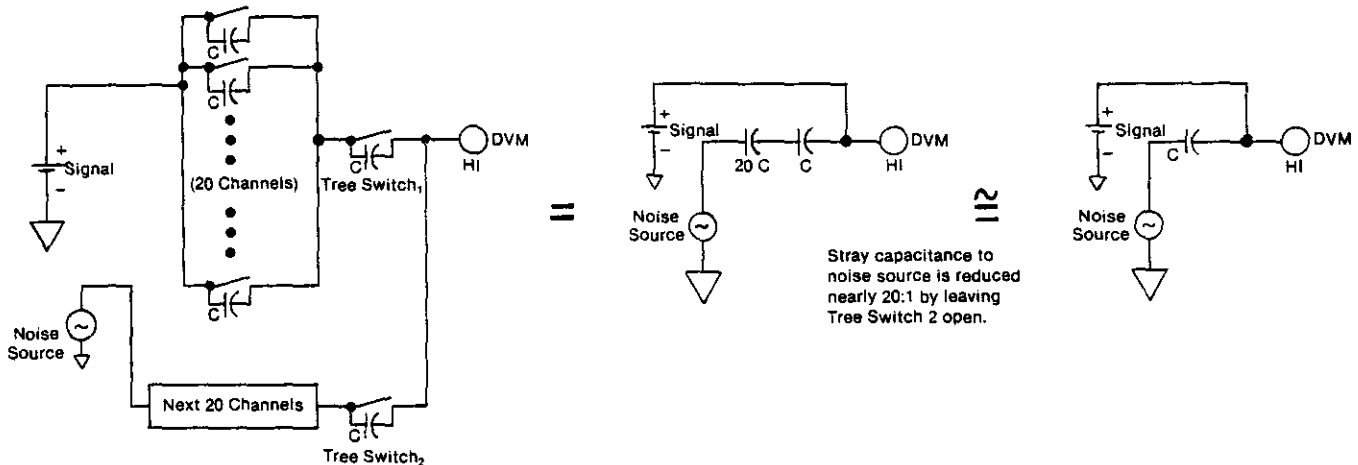 C
C
+
Signal
−
(20 Channels)
C
Tree Switch₁
DVM
HI
C
Noise
Source
~
Next 20 Channels
C
Tree Switch₂
=
+
Signal
−
20 C
C
DVM
HI
Noise
Source
~
Stray capacitance to
noise source is reduced
nearly 20:1 by leaving
Tree Switch 2 open.
≅
+
Signal
−
C
DVM
HI
Noise
Source
~